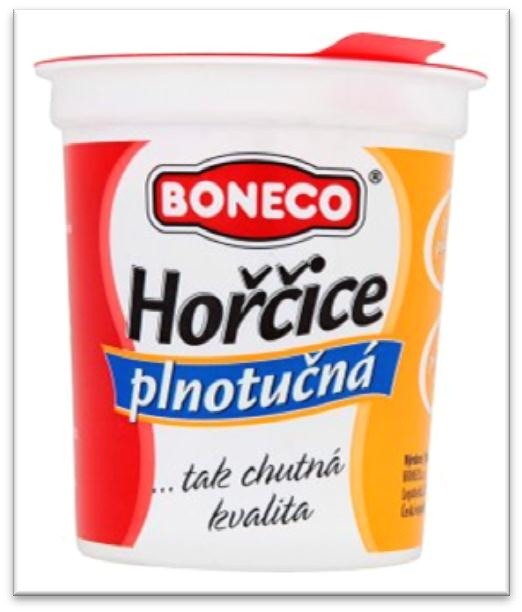 BONECO®
Hořčice
plnotučná
... tak chutná
kvalita